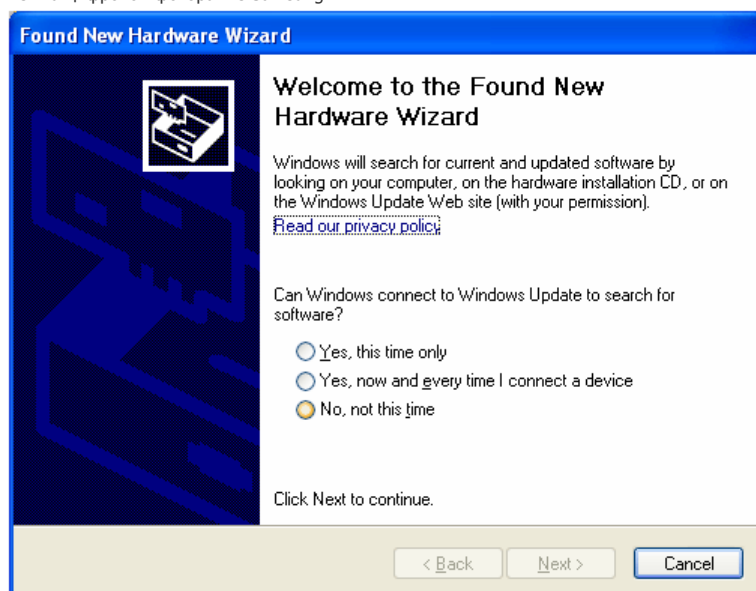 Found New Hardware Wizard
Welcome to the Found New
Hardware Wizard
Windows will search for current and updated software by
looking on your computer, on the hardware installation CD, or on
the Windows Update Web site (with your permission).
Read our privacy policy
Can Windows connect to Windows Update to search for
software?
Yes, this time only
Yes, now and every time I connect a device
No, not this time
Click Next to continue.
< Back
Next >
Cancel